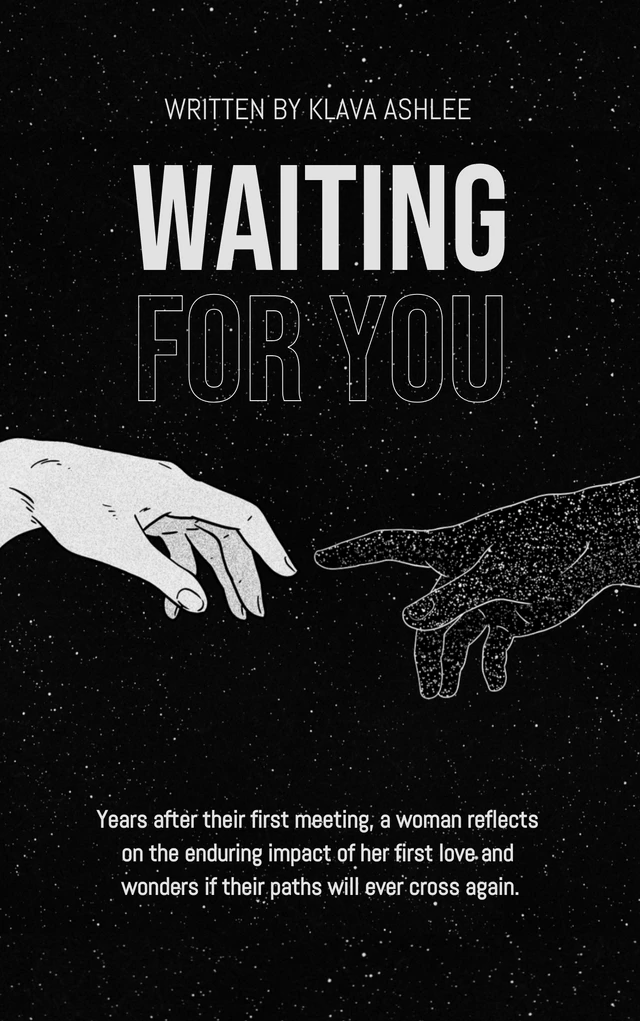 WRITTEN BY KLAVA ASHLEE
WAITING
FOR YOU
Years after their first meeting, a woman reflects
on the enduring impact of her first love and
wonders if their paths will ever cross again.